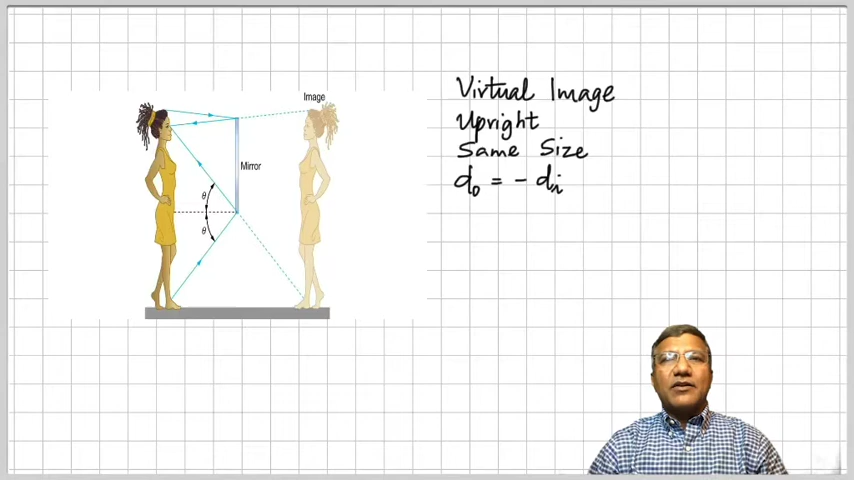 Image
Mirror
θ
θ
Virtual Image
Upright
Same Size
d₀ = - dᵢ